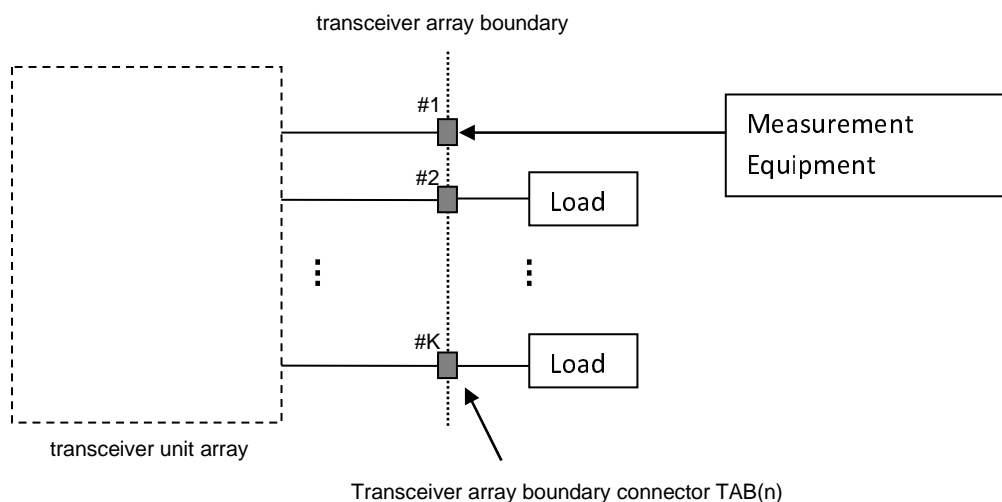 transceiver array boundary
#1
Measurement
Equipment
#2
Load
#K
Load
transceiver unit array
Transceiver array boundary connector TAB(n)